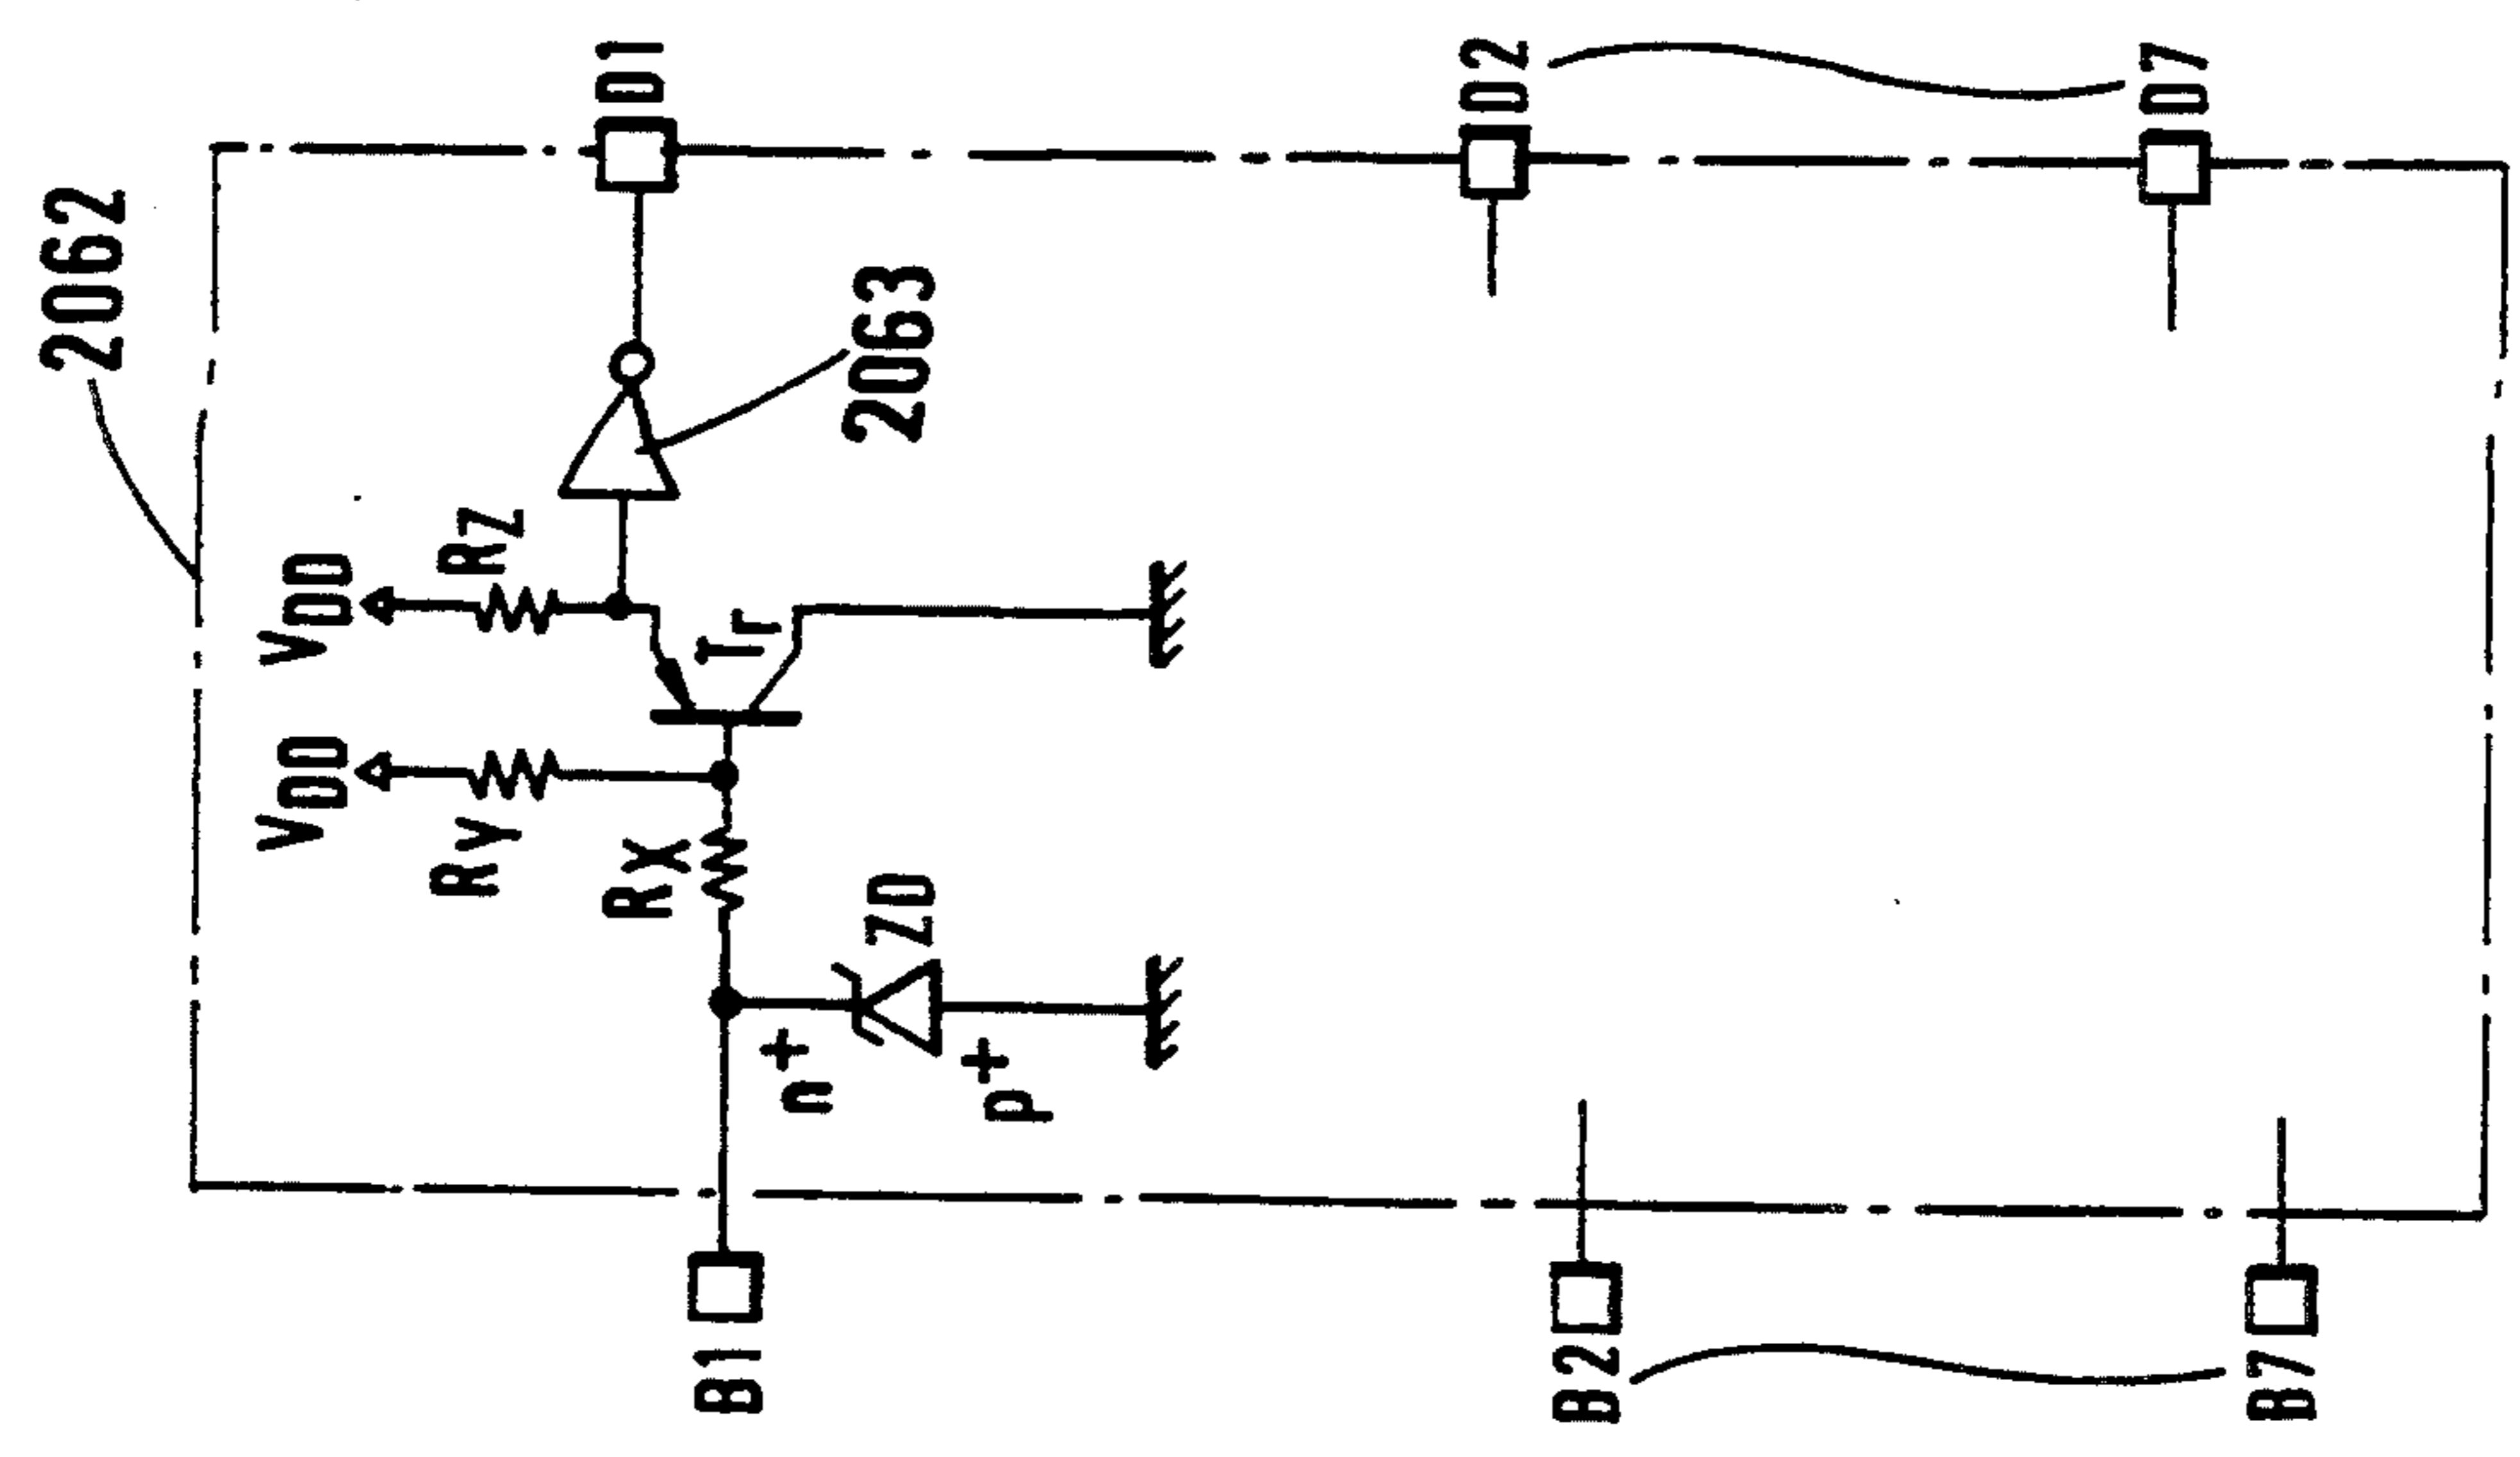 2062
VDD
VDD
RZ
RY
RX
Tr
2063
ZD
n+
p+
B1
B2
B7
D1
D2
D7